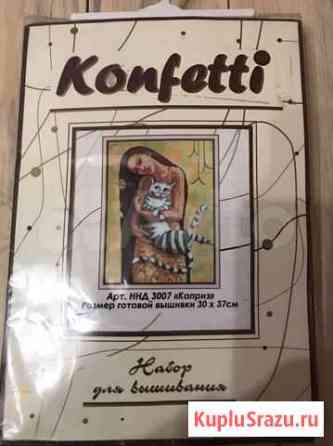 Konfetti
Арт. ННД 3007 «Каприз»
размер готовой вышивки 30 х 37см
Набор
для вышивания
KupluSrazu.ru